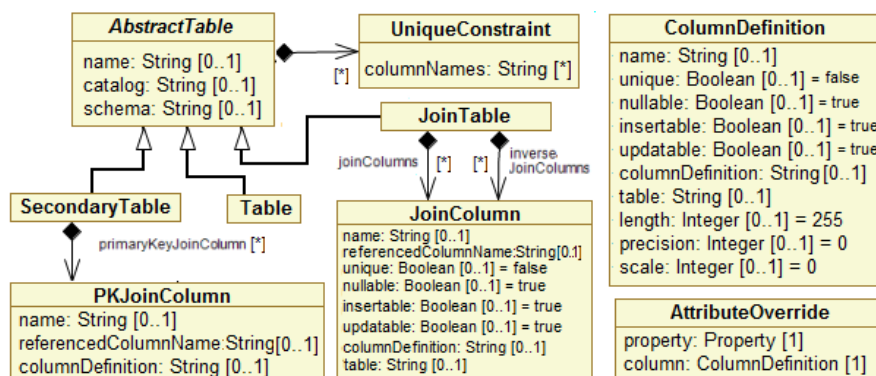 AbstractTable
name: String [0..1]
catalog: String [0..1]
schema: String [0..1]
[*]
UniqueConstraint
columnNames: String [*]
JoinTable
joinColumns
[*]
[*]
inverse
JoinColumns
SecondaryTable
Table
primaryKeyJoinColumn [*]
PKJoinColumn
name: String [0..1]
referencedColumnName:String[0..1]
columnDefinition: String [0..1]
JoinColumn
name: String [0..1]
referencedColumnName:String[0..1]
unique: Boolean [0..1] = false
nullable: Boolean [0..1] = true
insertable: Boolean [0..1] = true
updatable: Boolean [0..1] = true
columnDefinition: String [0..1]
table: String [0..1]
ColumnDefinition
name: String [0..1]
unique: Boolean [0..1] = false
nullable: Boolean [0..1] = true
insertable: Boolean [0..1] = true
updatable: Boolean [0..1] = true
columnDefinition: String[0..1]
table: String [0..1]
length: Integer [0..1] = 255
precision: Integer [0..1] = 0
scale: Integer [0..1] = 0
AttributeOverride
property: Property [1]
column: ColumnDefinition [1]